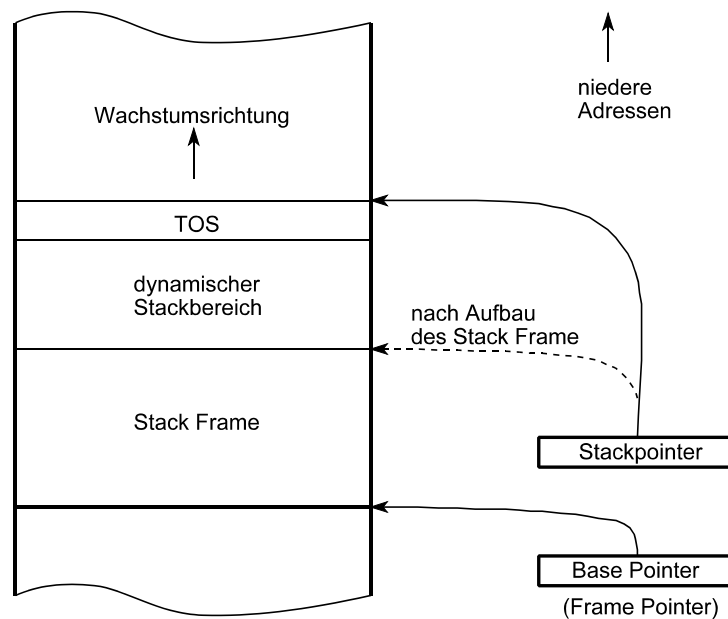 niedere
Adressen
Wachstumsrichtung
TOS
dynamischer
Stackbereich
nach Aufbau
des Stack Frame
Stack Frame
Stackpointer
Base Pointer
(Frame Pointer)